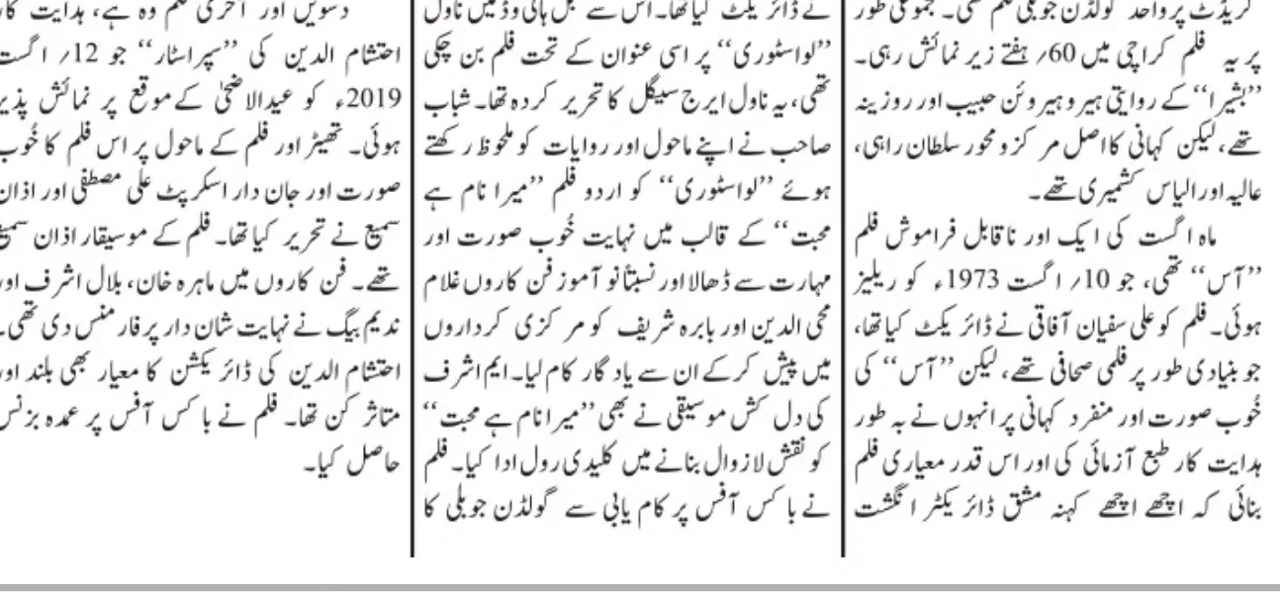 کریڈٹ پر واحد گولڈن جوبلی فلم تھی۔ مجموعی طور
پر یہ فلم کراچی میں 60؍ ہفتے زیر نمائش رہی۔
’’بشیرا‘‘ کے روایتی ہیرو ہیروئن حبیب اور روزینہ
تھے، لیکن کہانی کا اصل مرکز و محور سلطان راہی،
عالیہ اور الیاس کشمیری تھے۔
ماہ اگست کی ایک اور ناقابل فراموش فلم
’’آس‘‘ تھی، جو 10؍ اگست 1973ء کو ریلیز
ہوئی۔ فلم کو علی سفیان آفاقی نے ڈائریکٹ کیا تھا،
جو بنیادی طور پر فلمی صحافی تھے، لیکن ’’آس‘‘ کی
خُوب صورت اور منفرد کہانی پر انہوں نے بہ طور
ہدایت کار طبع آزمائی کی اور اس قدر معیاری فلم
بنائی کہ اچھے اچھے کہنہ مشق ڈائریکٹر انگشت
نے ڈائریکٹ کیا تھا۔ اس سے قبل ہالی وڈ میں ناول
’’لو اسٹوری‘‘ پر اسی عنوان کے تحت فلم بن چکی
تھی، یہ ناول ایرج سیگل کا تحریر کردہ تھا۔ شباب
صاحب نے اپنے ماحول اور روایات کو ملحوظ رکھتے
ہوئے ’’لو اسٹوری‘‘ کو اردو فلم ’’میرا نام ہے
محبت‘‘ کے قالب میں نہایت خُوب صورت اور
مہارت سے ڈھالا اور نسبتاً نو آموز فن کاروں غلام
محی الدین اور بابرہ شریف کو مرکزی کرداروں
میں پیش کر کے ان سے یادگار کام لیا۔ ایم اشرف
کی دل کش موسیقی نے بھی ’’میرا نام ہے محبت‘‘
کو نقش لازوال بنانے میں کلیدی رول ادا کیا۔ فلم
نے باکس آفس پر کام یابی سے گولڈن جوبلی کا
دسویں اور آخری فلم وہ ہے، ہدایت کار
احتشام الدین کی ’’سپر اسٹار‘‘ جو 12؍ اگست
2019ء کو عیدالاضحیٰ کے موقع پر نمائش پذیر
ہوئی۔ تھیٹر اور فلم کے ماحول پر اس فلم کا خُوب
صورت اور جان دار اسکرپٹ علی مصطفیٰ اور اذان
سمیع نے تحریر کیا تھا۔ فلم کے موسیقار اذان سمیع
تھے۔ فن کاروں میں ماہرہ خان، بلال اشرف اور
ندیم بیگ نے نہایت شان دار پرفارمنس دی تھی۔
احتشام الدین کی ڈائریکشن کا معیار بھی بلند اور
متاثر کن تھا۔ فلم نے باکس آفس پر عمدہ بزنس
حاصل کیا۔